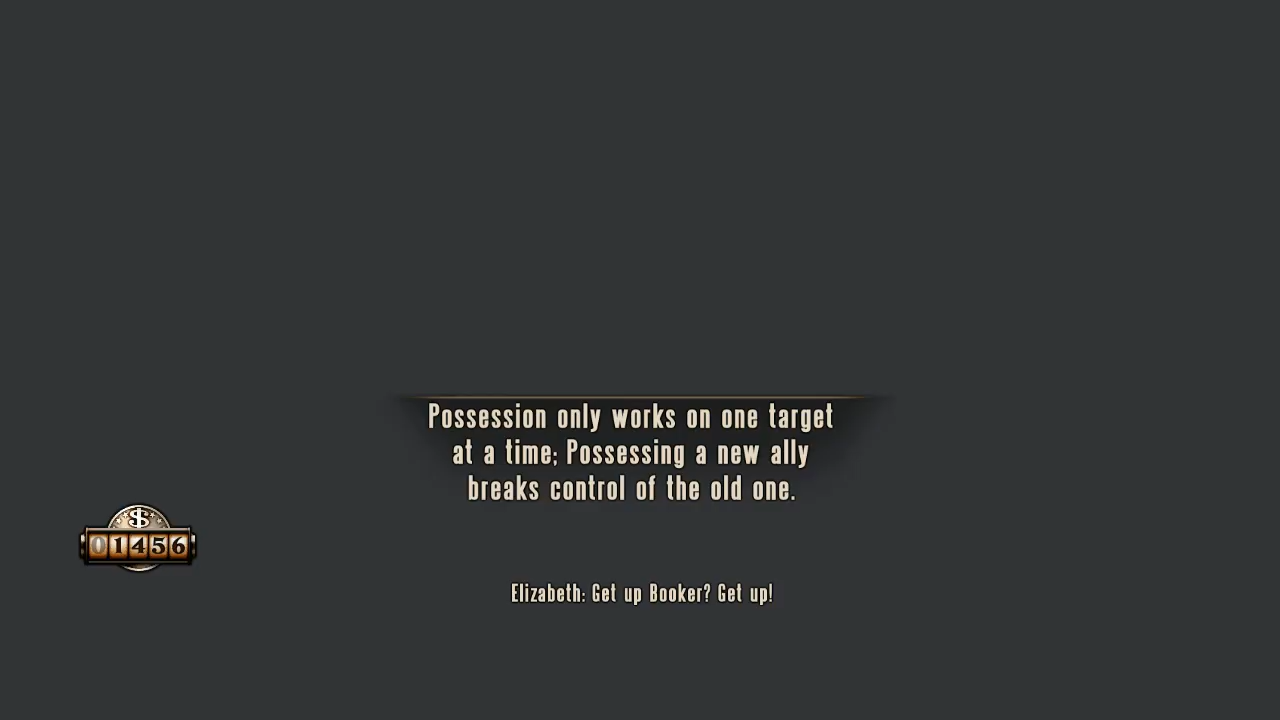 Possession only works on one target
at a time; Possessing a new ally
breaks control of the old one.
$
01456
Elizabeth: Get up Booker? Get up!